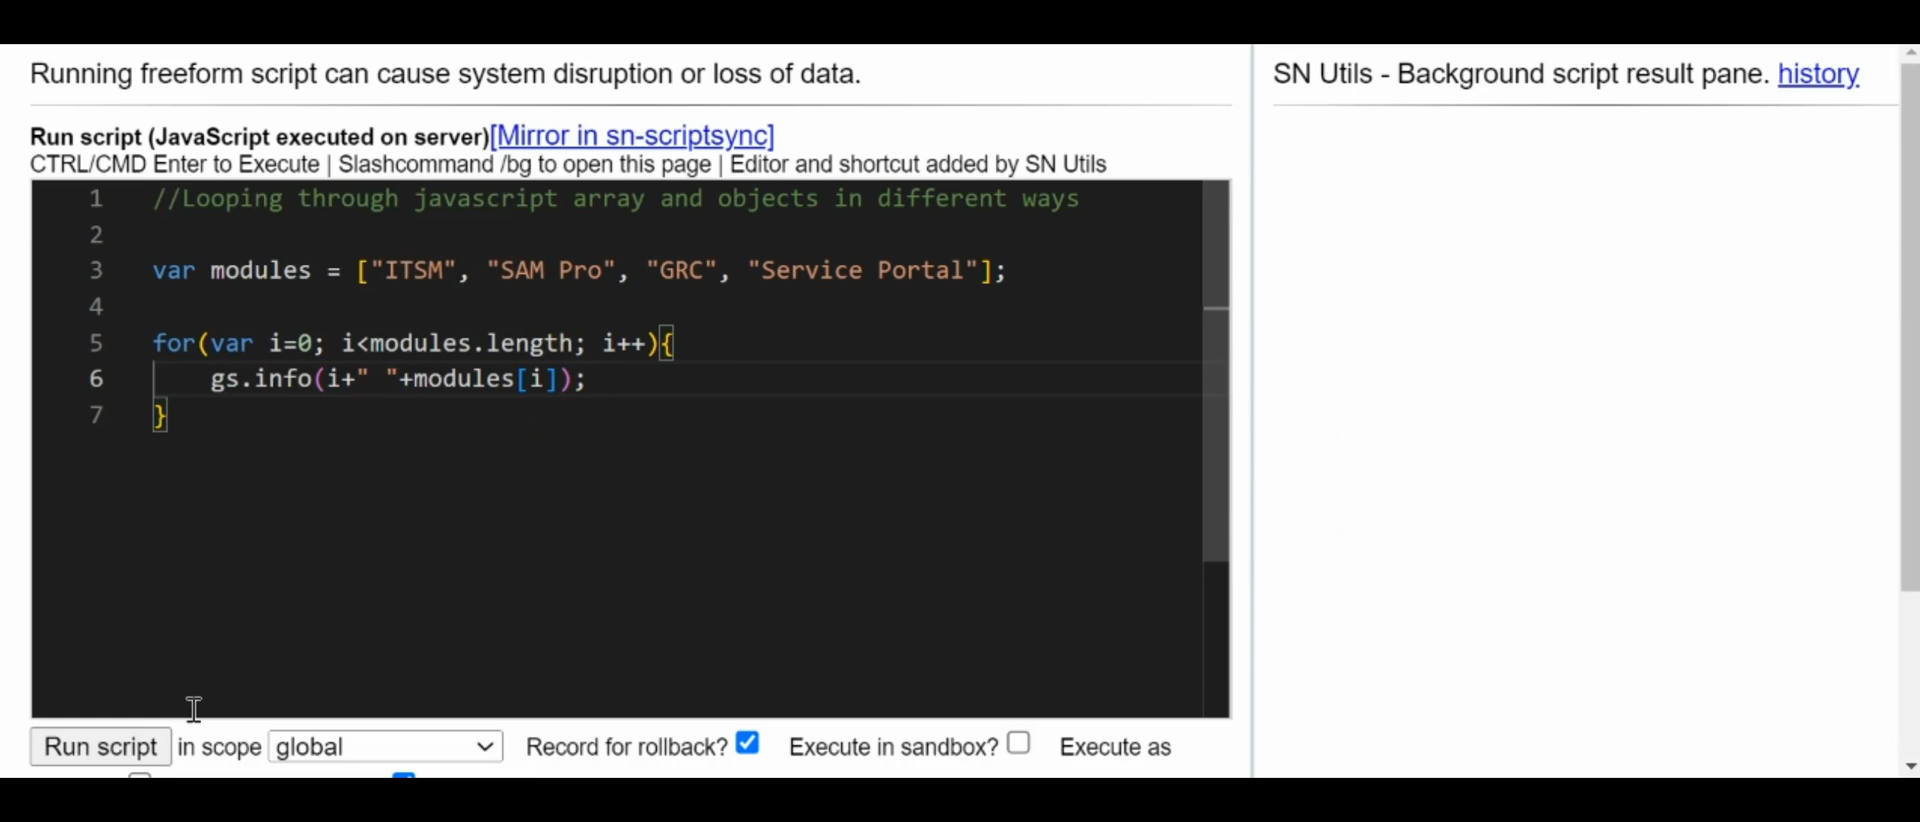 Running freeform script can cause system disruption or loss of data.
SN Utils - Background script result pane. history
Run script (JavaScript executed on server)[Mirror in sn-scriptsync]
CTRL/CMD Enter to Execute | Slashcommand /bg to open this page | Editor and shortcut added by SN Utils
1 //Looping through javascript array and objects in different ways
2
3 var modules = ["ITSM", "SAM Pro", "GRC", "Service Portal"];
4
5 for(var i=0; i<modules.length; i++){
6 gs.info(i+" "+modules[i]);
7 }
Run script in scope global Record for rollback? Execute in sandbox? Execute as